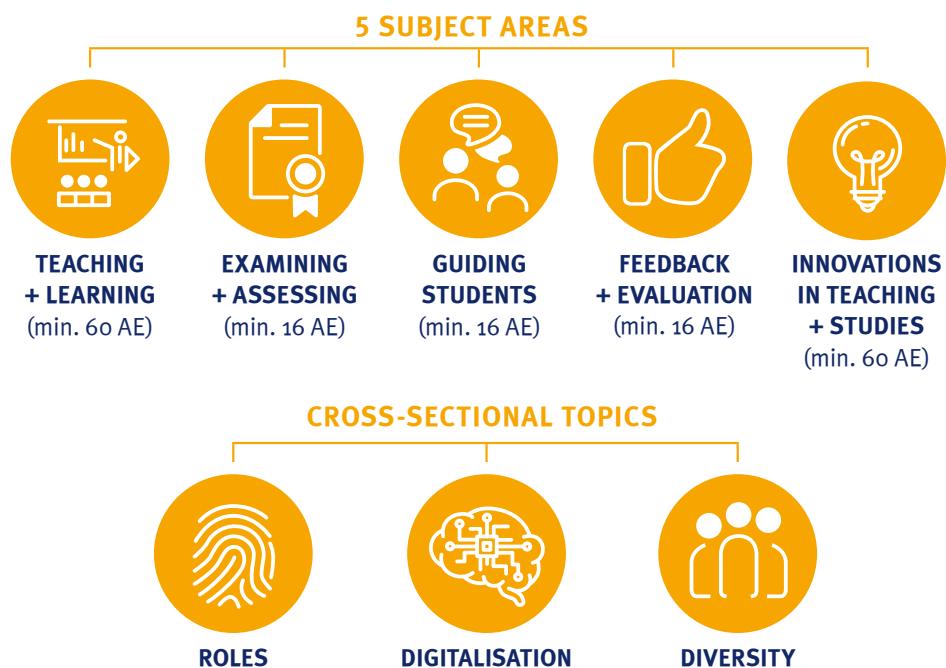 5 SUBJECT AREAS
TEACHING
+ LEARNING
(min. 60 AE)
EXAMINING
+ ASSESSING
(min. 16 AE)
GUIDING
STUDENTS
(min. 16 AE)
FEEDBACK
+ EVALUATION
(min. 16 AE)
INNOVATIONS
IN TEACHING
+ STUDIES
(min. 60 AE)
CROSS-SECTIONAL TOPICS
ROLES
DIGITALISATION
DIVERSITY